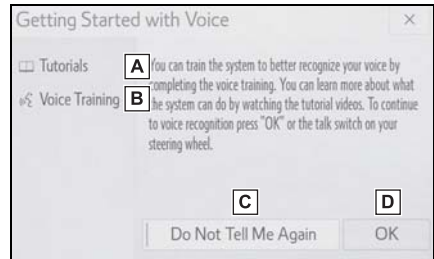 Getting Started with Voice ×
Tutorials A You can train the system to better recognize your voice by
completing the voice training. You can learn more about what
Voice Training B the system can do by watching the tutorial videos. To continue
to voice recognition press "OK" or the talk switch on your
steering wheel.
C D
Do Not Tell Me Again OK